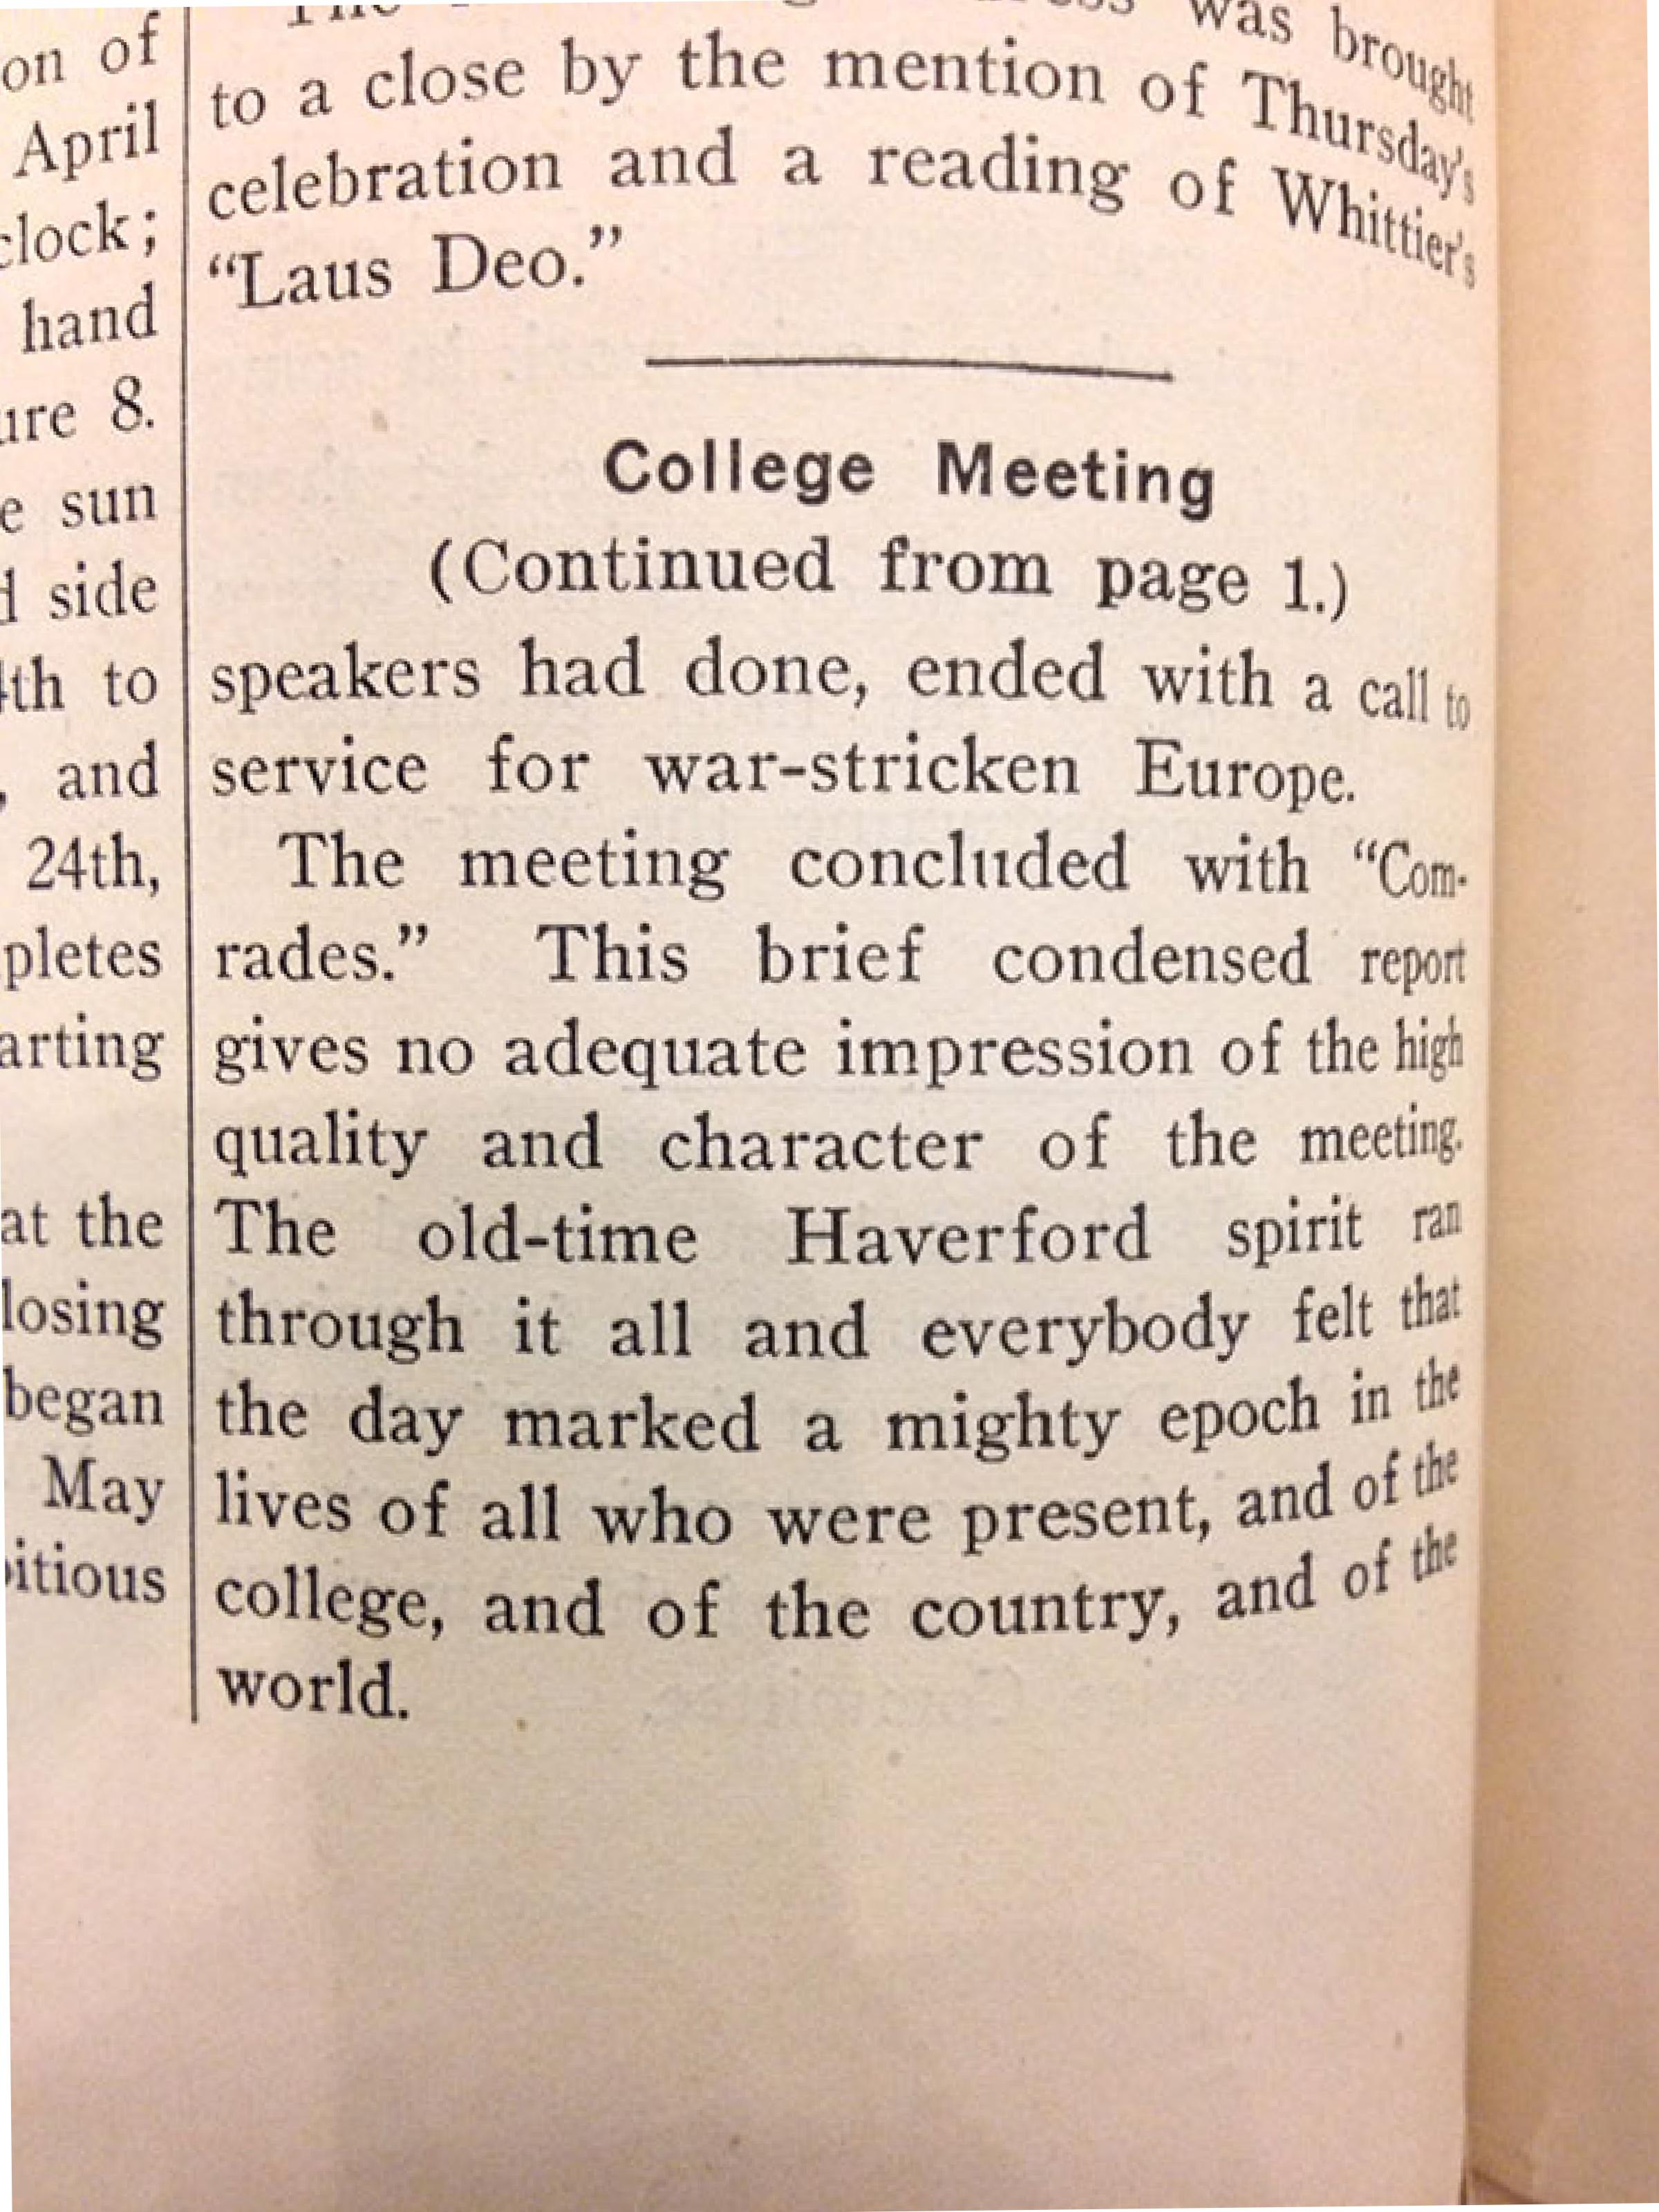 on of
April
clock;
hand
ure 8.
e sun
d side
4th to
, and
24th,
pletes
arting
at the
losing
began
May
bitious
The was brought
to a close by the mention of Thursday's
celebration and a reading of Whittier's
“Laus Deo.”
College Meeting
(Continued from page 1.)
speakers had done, ended with a call to
service for war-stricken Europe.
The meeting concluded with “Com-
rades.” This brief condensed report
gives no adequate impression of the high
quality and character of the meeting.
The old-time Haverford spirit ran
through it all and everybody felt that
the day marked a mighty epoch in the
lives of all who were present, and of the
college, and of the country, and of the
world.